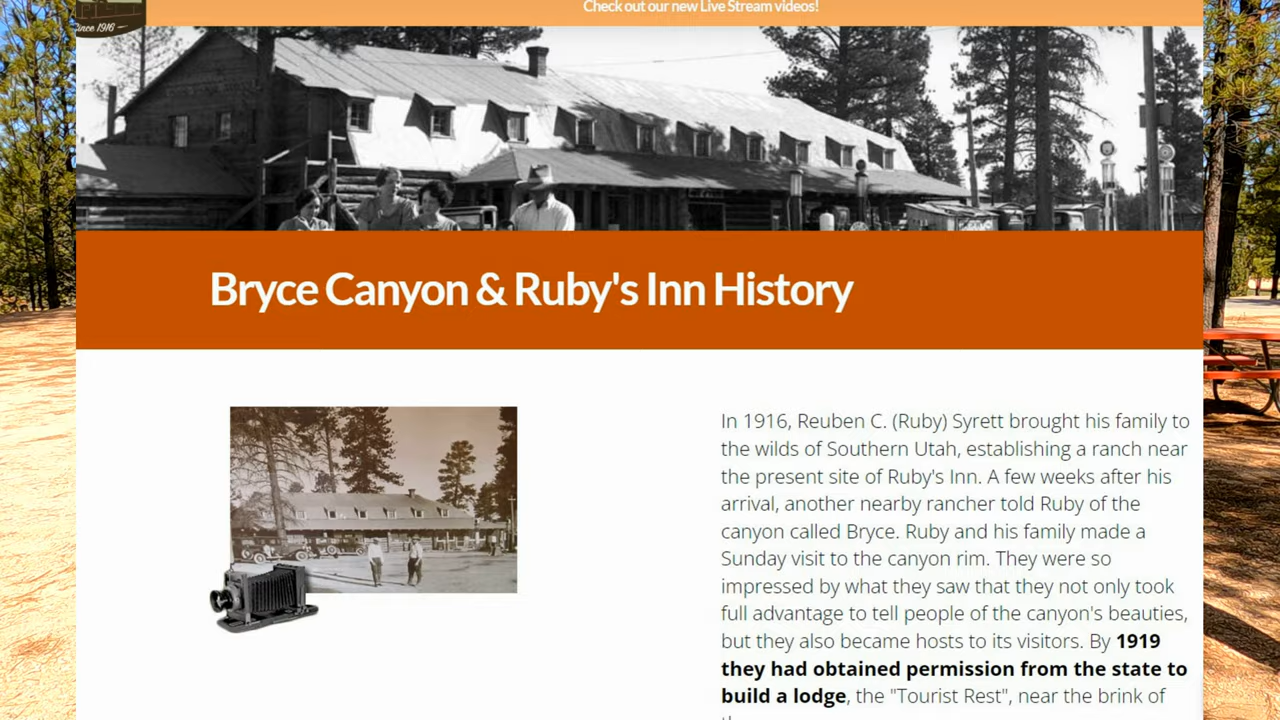 Check out our new Live Stream videos!
Since 1916
Bryce Canyon & Ruby's Inn History
In 1916, Reuben C. (Ruby) Syrett brought his family to
the wilds of Southern Utah, establishing a ranch near
the present site of Ruby's Inn. A few weeks after his
arrival, another nearby rancher told Ruby of the
canyon called Bryce. Ruby and his family made a
Sunday visit to the canyon rim. They were so
impressed by what they saw that they not only took
full advantage to tell people of the canyon's beauties,
but they also became hosts to its visitors. By 1919
they had obtained permission from the state to
build a lodge, the "Tourist Rest", near the brink of